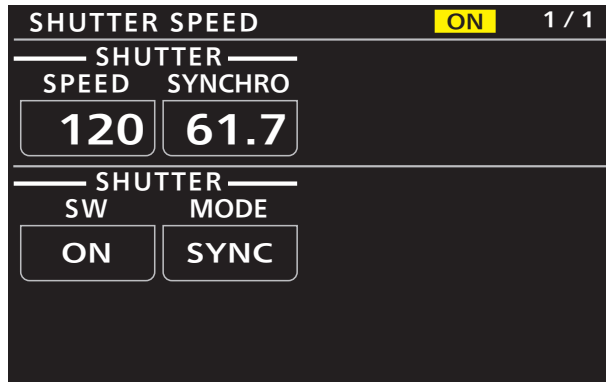 SHUTTER SPEED ON 1 / 1
SHUTTER
SPEED SYNCHRO
120 61.7
SHUTTER
SW MODE
ON SYNC